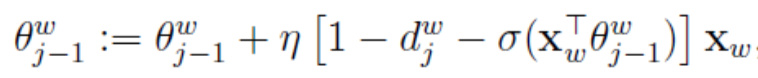 θ^w_{j−1} := θ^w_{j−1} + η [1 − d^w_j − σ(x_w^⊤ θ^w_{j−1})] x_w,